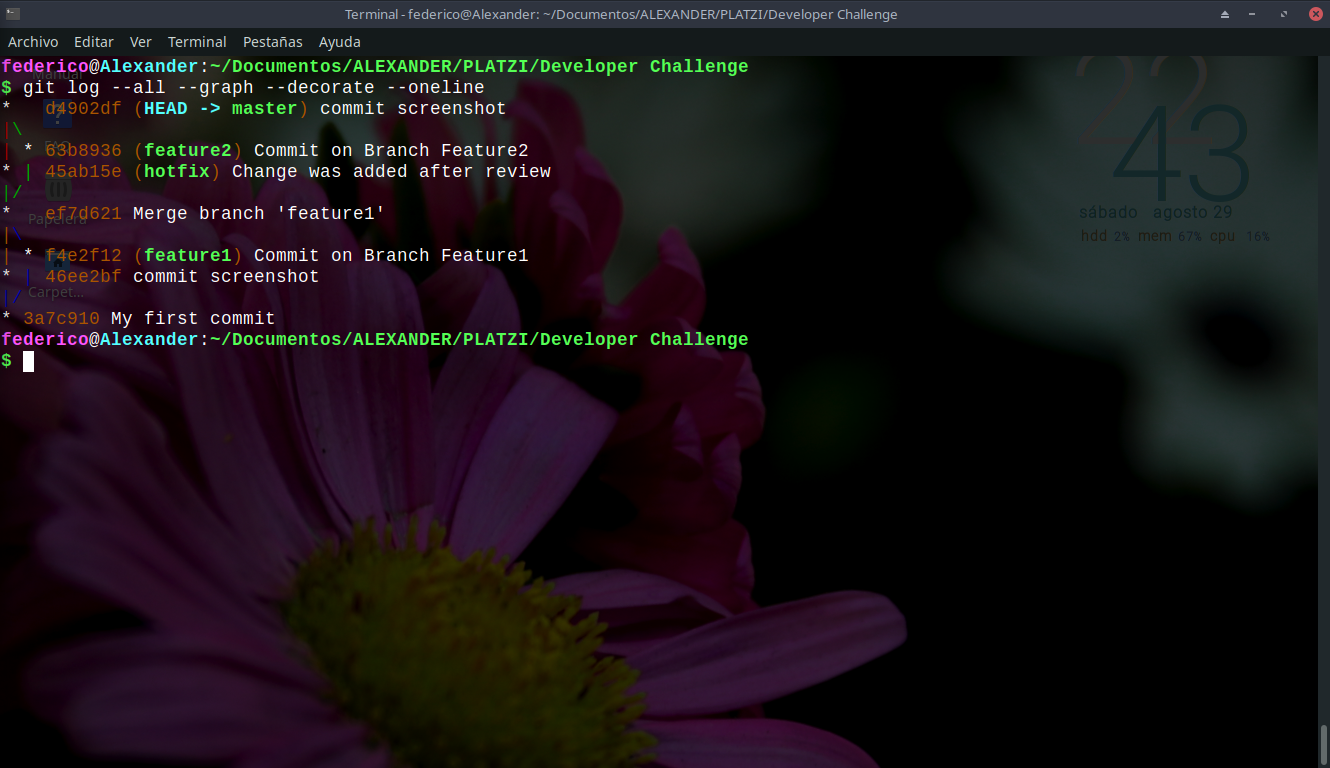 Terminal - federico@Alexander: ~/Documentos/ALEXANDER/PLATZI/Developer Challenge
Archivo Editar Ver Terminal Pestañas Ayuda
federico@Alexander:~/Documentos/ALEXANDER/PLATZI/Developer Challenge
$ git log --all --graph --decorate --oneline
*   d4902df (HEAD -> master) commit screenshot
|\
| * 63b8936 (feature2) Commit on Branch Feature2
* | 45ab15e (hotfix) Change was added after review
|/
*   ef7d621 Merge branch 'feature1'
|\
| * f4e2f12 (feature1) Commit on Branch Feature1
* | 46ee2bf commit screenshot
|/
* 3a7c910 My first commit
federico@Alexander:~/Documentos/ALEXANDER/PLATZI/Developer Challenge
$
Manual
FAQ
Papelera
Carpet...
22
43
sábado agosto 29
hdd 2% mem 67% cpu 16%